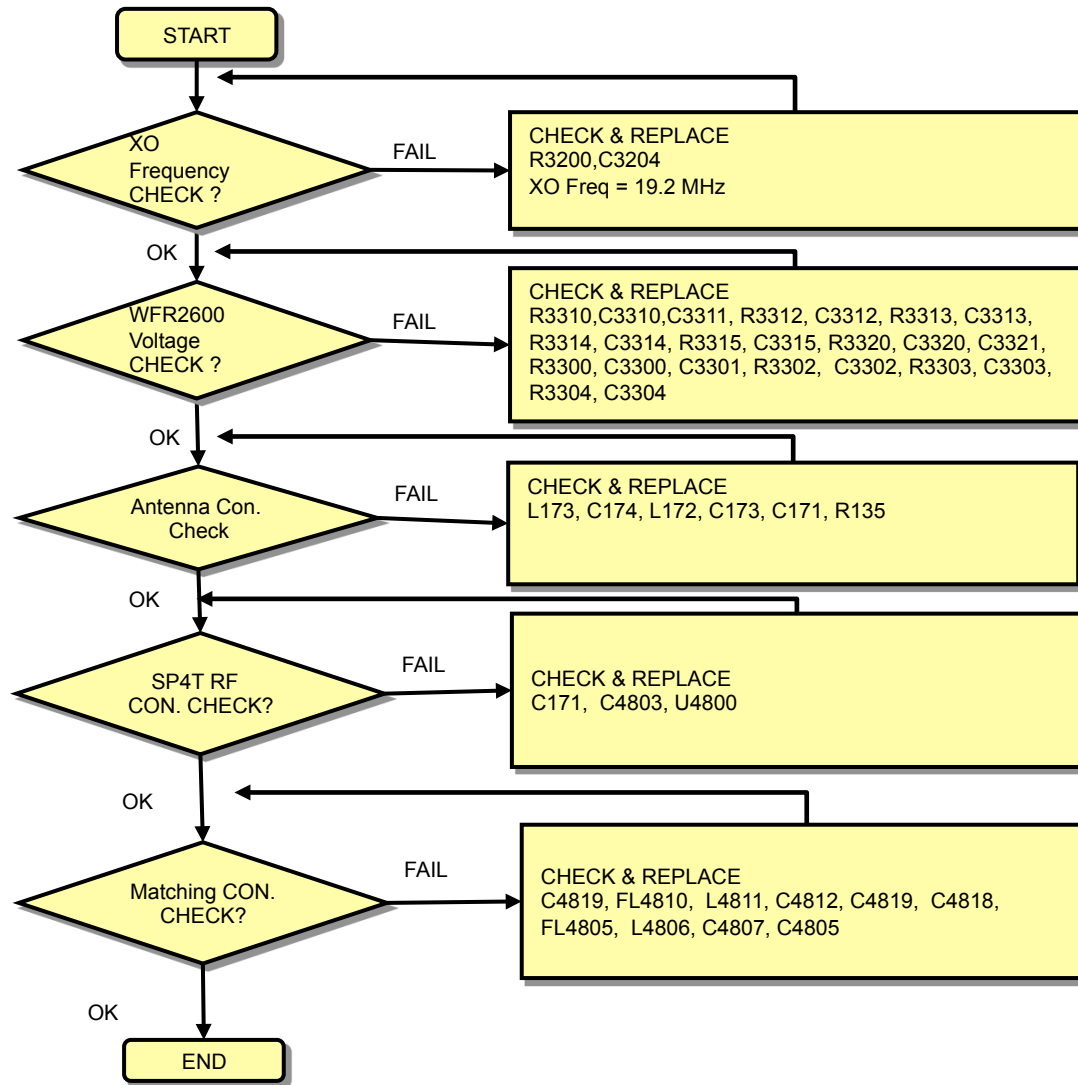 START
XO
Frequency
CHECK ?
FAIL
CHECK & REPLACE
R3200,C3204
XO Freq = 19.2 MHz
OK
WFR2600
Voltage
CHECK ?
FAIL
CHECK & REPLACE
R3310,C3310,C3311, R3312, C3312, R3313, C3313,
R3314, C3314, R3315, C3315, R3320, C3320, C3321,
R3300, C3300, C3301, R3302, C3302, R3303, C3303,
R3304, C3304
OK
Antenna Con.
Check
FAIL
CHECK & REPLACE
L173, C174, L172, C173, C171, R135
OK
SP4T RF
CON. CHECK?
FAIL
CHECK & REPLACE
C171, C4803, U4800
OK
Matching CON.
CHECK?
FAIL
CHECK & REPLACE
C4819, FL4810, L4811, C4812, C4819, C4818,
FL4805, L4806, C4807, C4805
OK
END